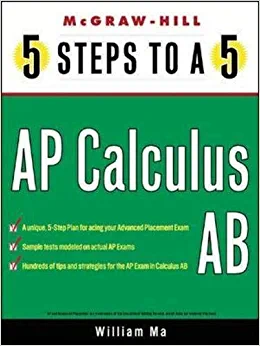 McGRAW-HILL
5 STEPS TO A 5
AP Calculus
AB
A unique, 5-Step Plan for acing your Advanced Placement Exam
Sample tests modeled on actual AP Exams
Hundreds of tips and strategies for the AP Exam in Calculus AB
William Ma